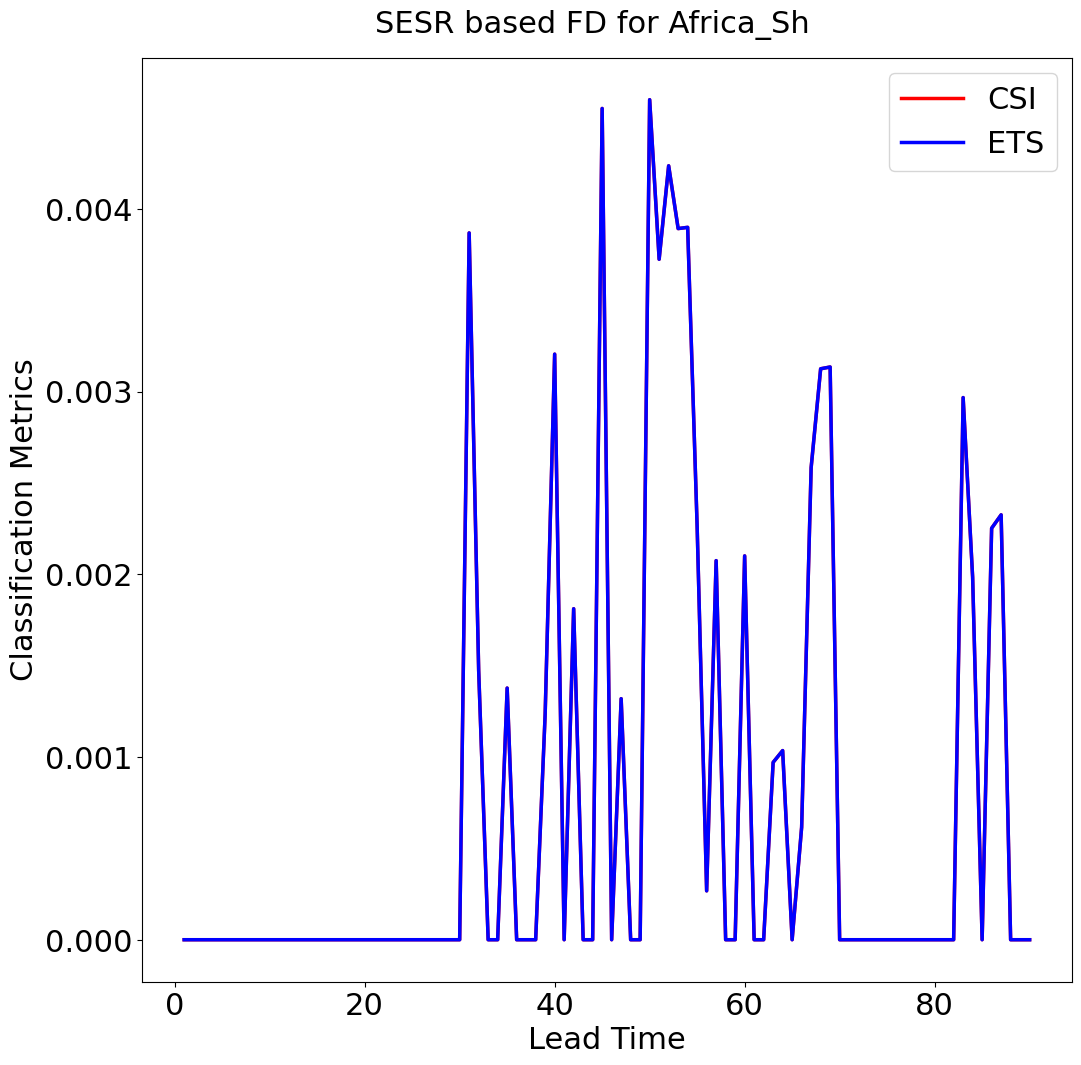 SESR based FD for Africa_Sh
CSI
ETS
Classification Metrics
0.004
0.003
0.002
0.001
0.000
0 20 40 60 80
Lead Time